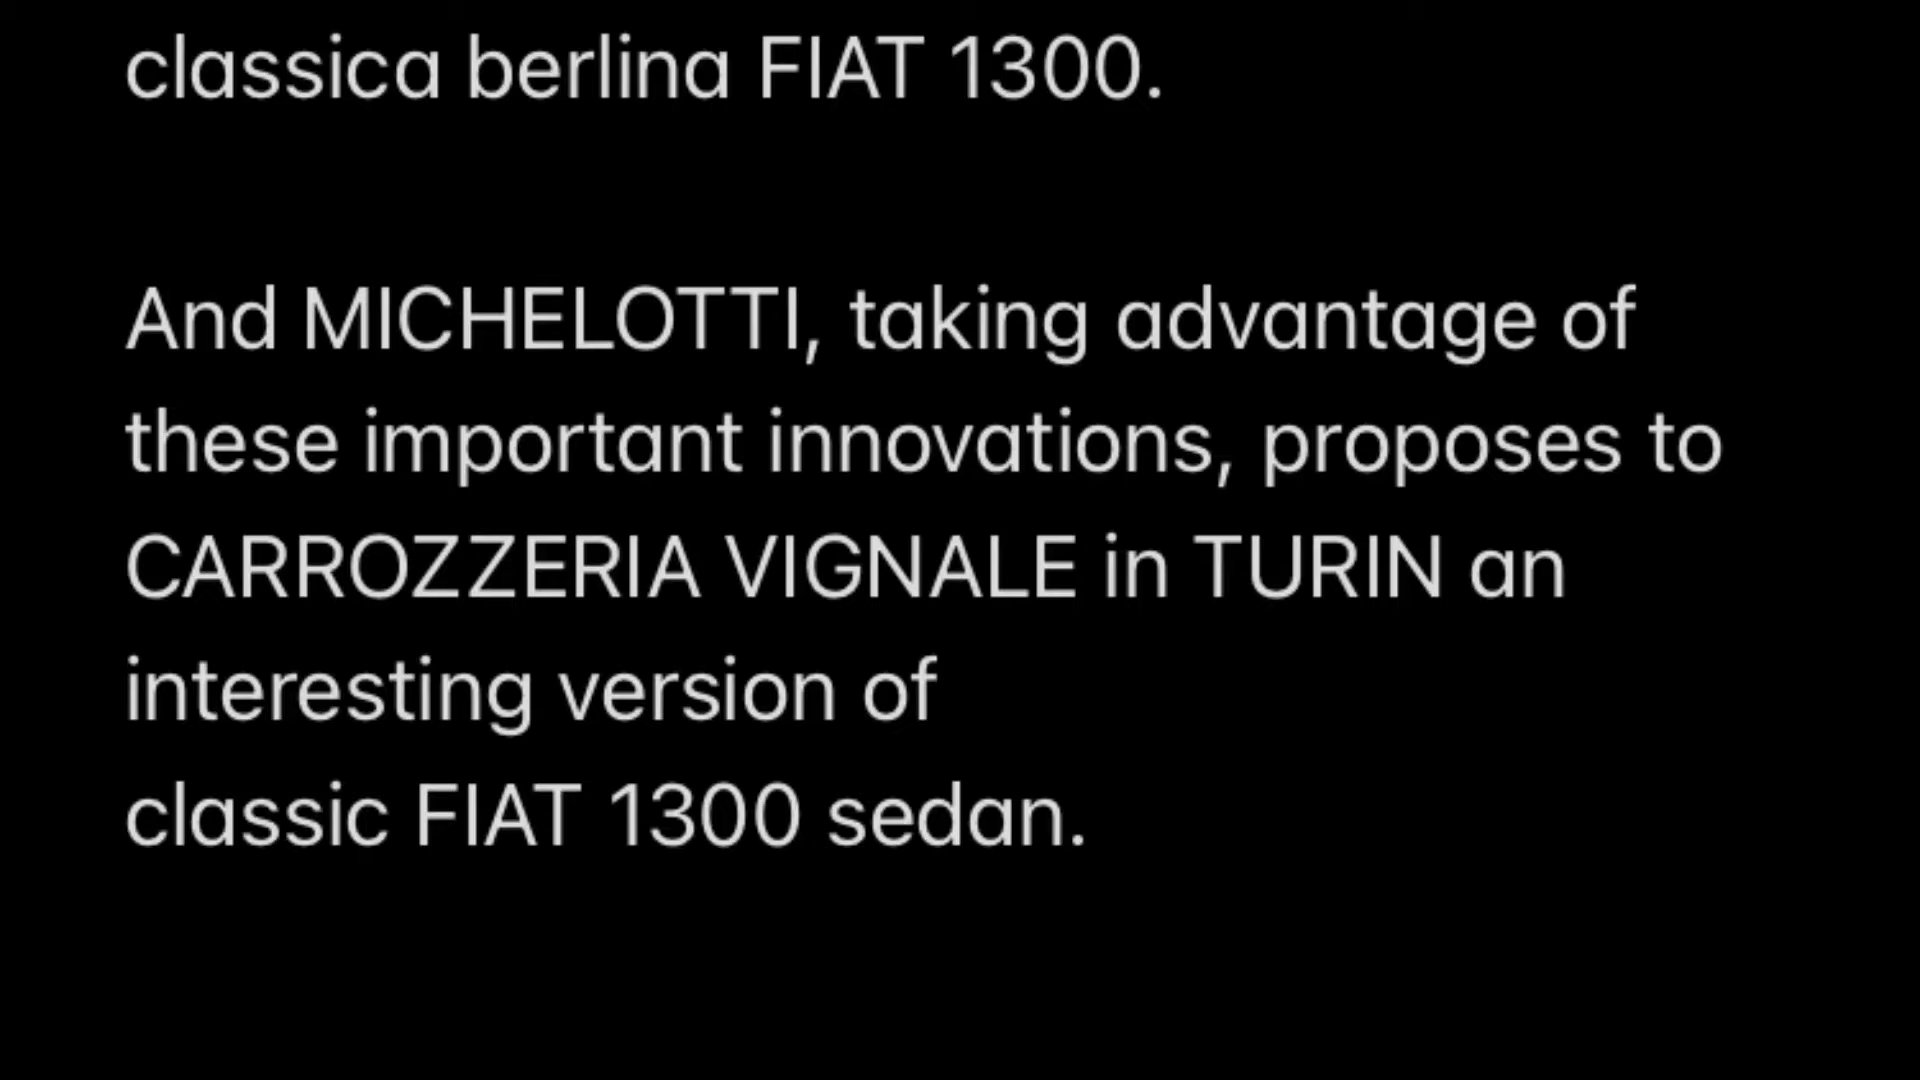 classica berlina FIAT 1300.
And MICHELOTTI, taking advantage of
these important innovations, proposes to
CARROZZERIA VIGNALE in TURIN an
interesting version of
classic FIAT 1300 sedan.